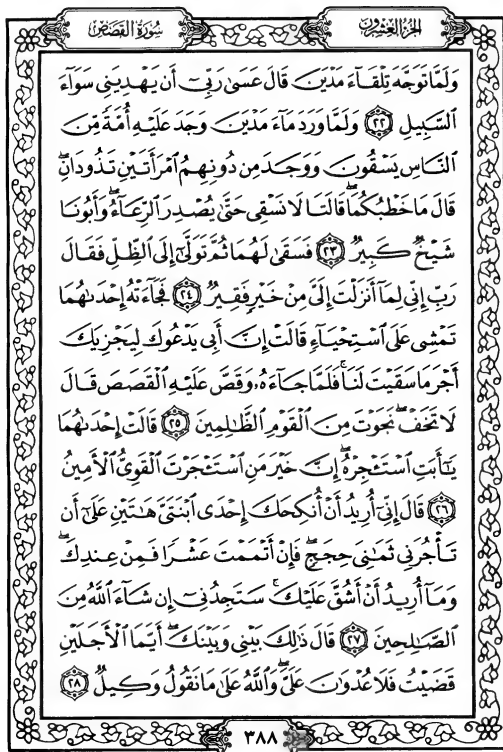 الجزء العشرون
سورة القصص
وَلَمَّا تَوَجَّهَ تِلْقَآءَ مَدْيَنَ قَالَ عَسَىٰ رَبِّىٓ أَن يَهْدِيَنِى سَوَآءَ
ٱلسَّبِيلِ ٢٢ وَلَمَّا وَرَدَ مَآءَ مَدْيَنَ وَجَدَ عَلَيْهِ أُمَّةً مِّنَ
ٱلنَّاسِ يَسْقُونَ وَوَجَدَ مِن دُونِهِمُ ٱمْرَأَتَيْنِ تَذُودَانِۖ
قَالَ مَا خَطْبُكُمَاۖ قَالَتَا لَا نَسْقِى حَتَّىٰ يُصْدِرَ ٱلرِّعَآءُۖ وَأَبُونَا
شَيْخٌ كَبِيرٌ ٢٣ فَسَقَىٰ لَهُمَا ثُمَّ تَوَلَّىٰٓ إِلَى ٱلظِّلِّ فَقَالَ
رَبِّ إِنِّى لِمَآ أَنزَلْتَ إِلَىَّ مِنْ خَيْرٍ فَقِيرٌ ٢٤ فَجَآءَتْهُ إِحْدَىٰهُمَا
تَمْشِى عَلَى ٱسْتِحْيَآءٍ قَالَتْ إِنَّ أَبِى يَدْعُوكَ لِيَجْزِيَكَ
أَجْرَ مَا سَقَيْتَ لَنَاۚ فَلَمَّا جَآءَهُۥ وَقَصَّ عَلَيْهِ ٱلْقَصَصَ قَالَ
لَا تَخَفْۖ نَجَوْتَ مِنَ ٱلْقَوْمِ ٱلظَّٰلِمِينَ ٢٥ قَالَتْ إِحْدَىٰهُمَا
يَٰٓأَبَتِ ٱسْتَـْٔجِرْهُۖ إِنَّ خَيْرَ مَنِ ٱسْتَـْٔجَرْتَ ٱلْقَوِىُّ ٱلْأَمِينُ
٢٦ قَالَ إِنِّىٓ أُرِيدُ أَنْ أُنكِحَكَ إِحْدَى ٱبْنَتَىَّ هَٰتَيْنِ عَلَىٰٓ أَن
تَأْجُرَنِى ثَمَٰنِىَ حِجَجٍۖ فَإِنْ أَتْمَمْتَ عَشْرًا فَمِنْ عِندِكَۖ
وَمَآ أُرِيدُ أَنْ أَشُقَّ عَلَيْكَۚ سَتَجِدُنِىٓ إِن شَآءَ ٱللَّهُ مِنَ
ٱلصَّٰلِحِينَ ٢٧ قَالَ ذَٰلِكَ بَيْنِى وَبَيْنَكَۖ أَيَّمَا ٱلْأَجَلَيْنِ
قَضَيْتُ فَلَا عُدْوَٰنَ عَلَىَّۖ وَٱللَّهُ عَلَىٰ مَا نَقُولُ وَكِيلٌ ٢٨
٣٨٨